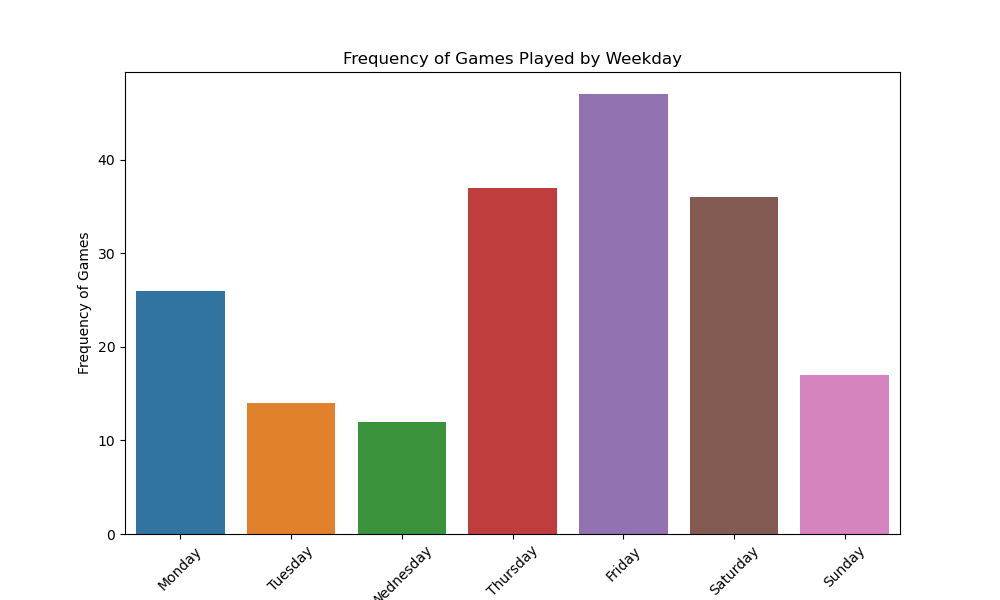 Frequency of Games Played by Weekday
Frequency of Games
40
30
20
10
0
Monday
Tuesday
Wednesday
Thursday
Friday
Saturday
Sunday